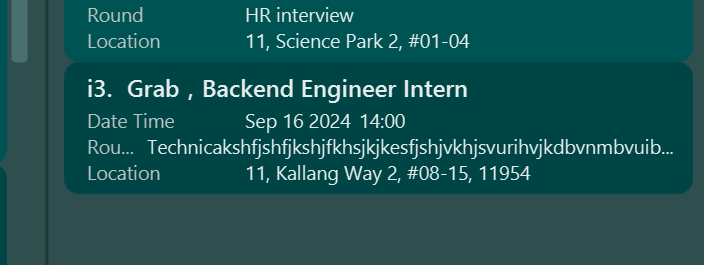 Round HR interview
Location 11, Science Park 2, #01-04
i3. Grab , Backend Engineer Intern
Date Time Sep 16 2024 14:00
Rou... Technicakshfjshfjkshjfkhsjkjkesfjshjvkhjsvurihvjkdbvnmbvuib...
Location 11, Kallang Way 2, #08-15, 11954